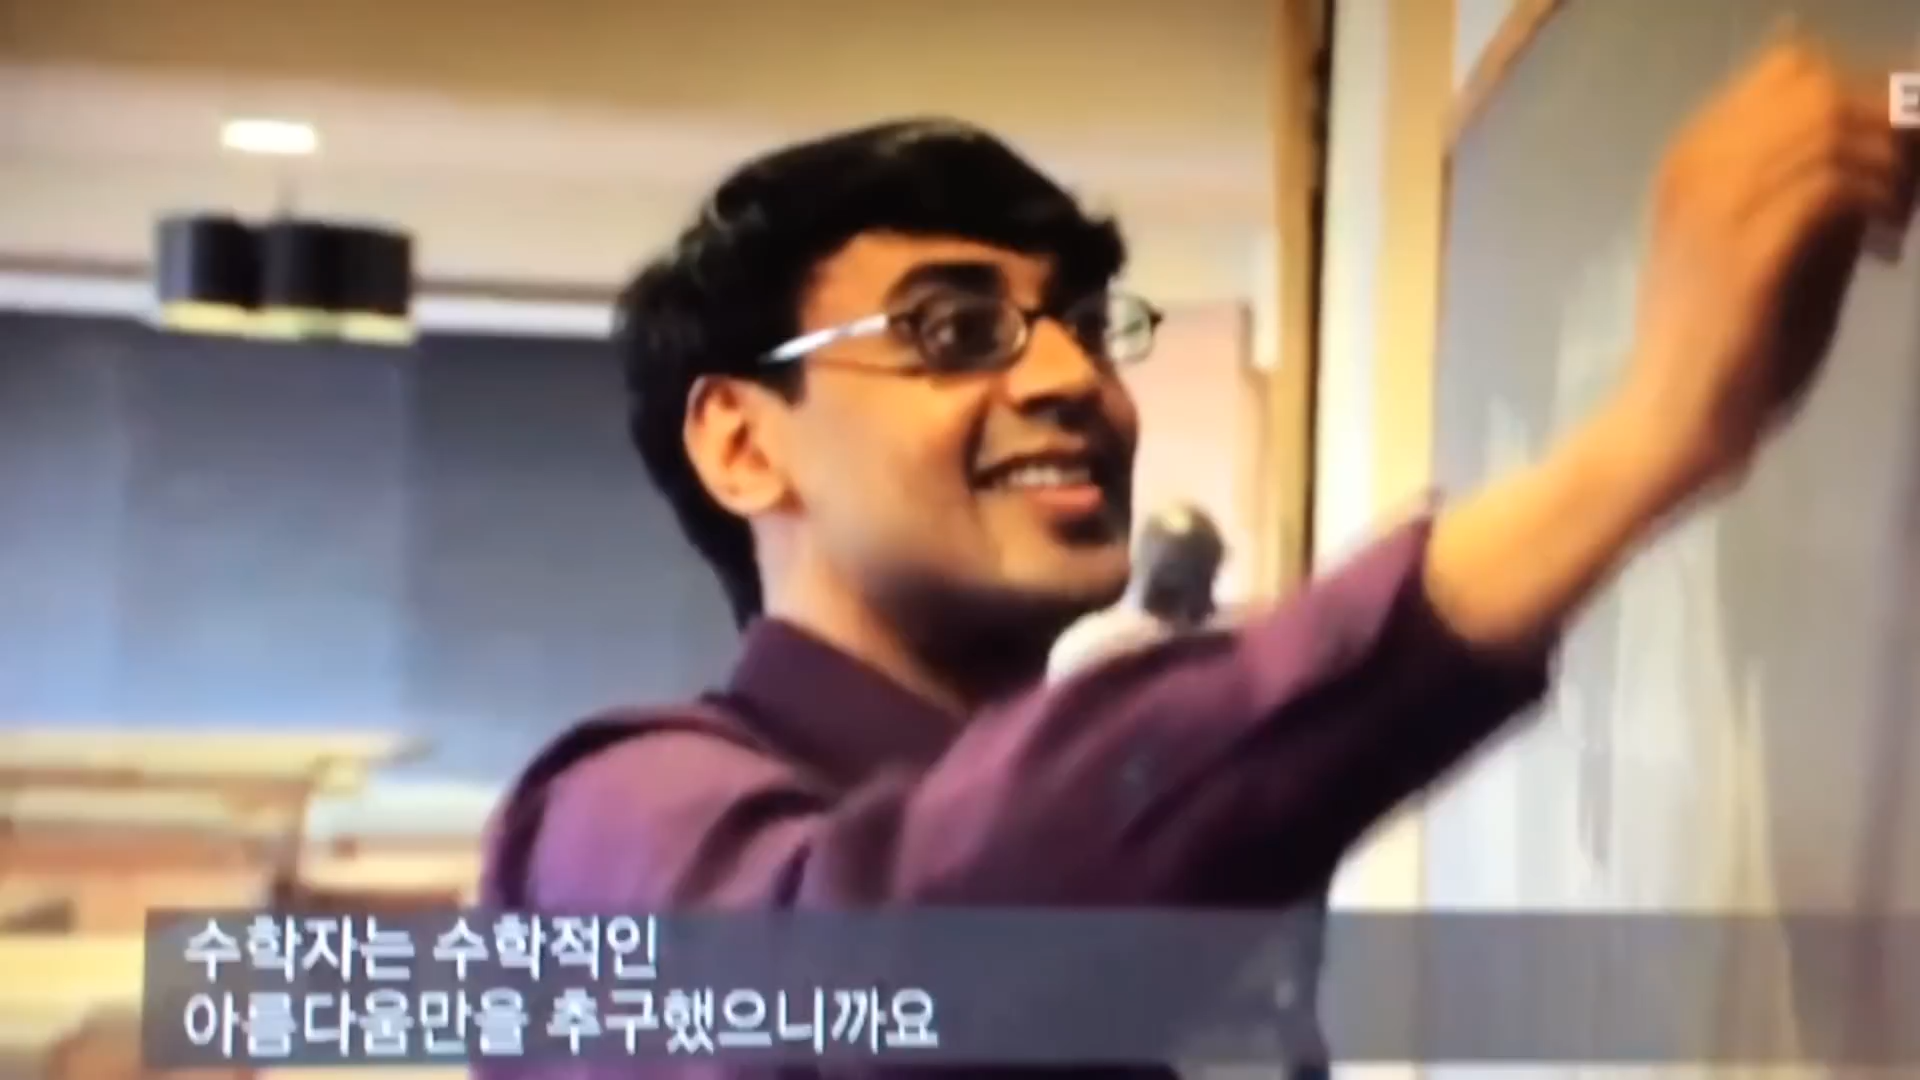 수학자는 수학적인
아름다움만을 추구했으니까요